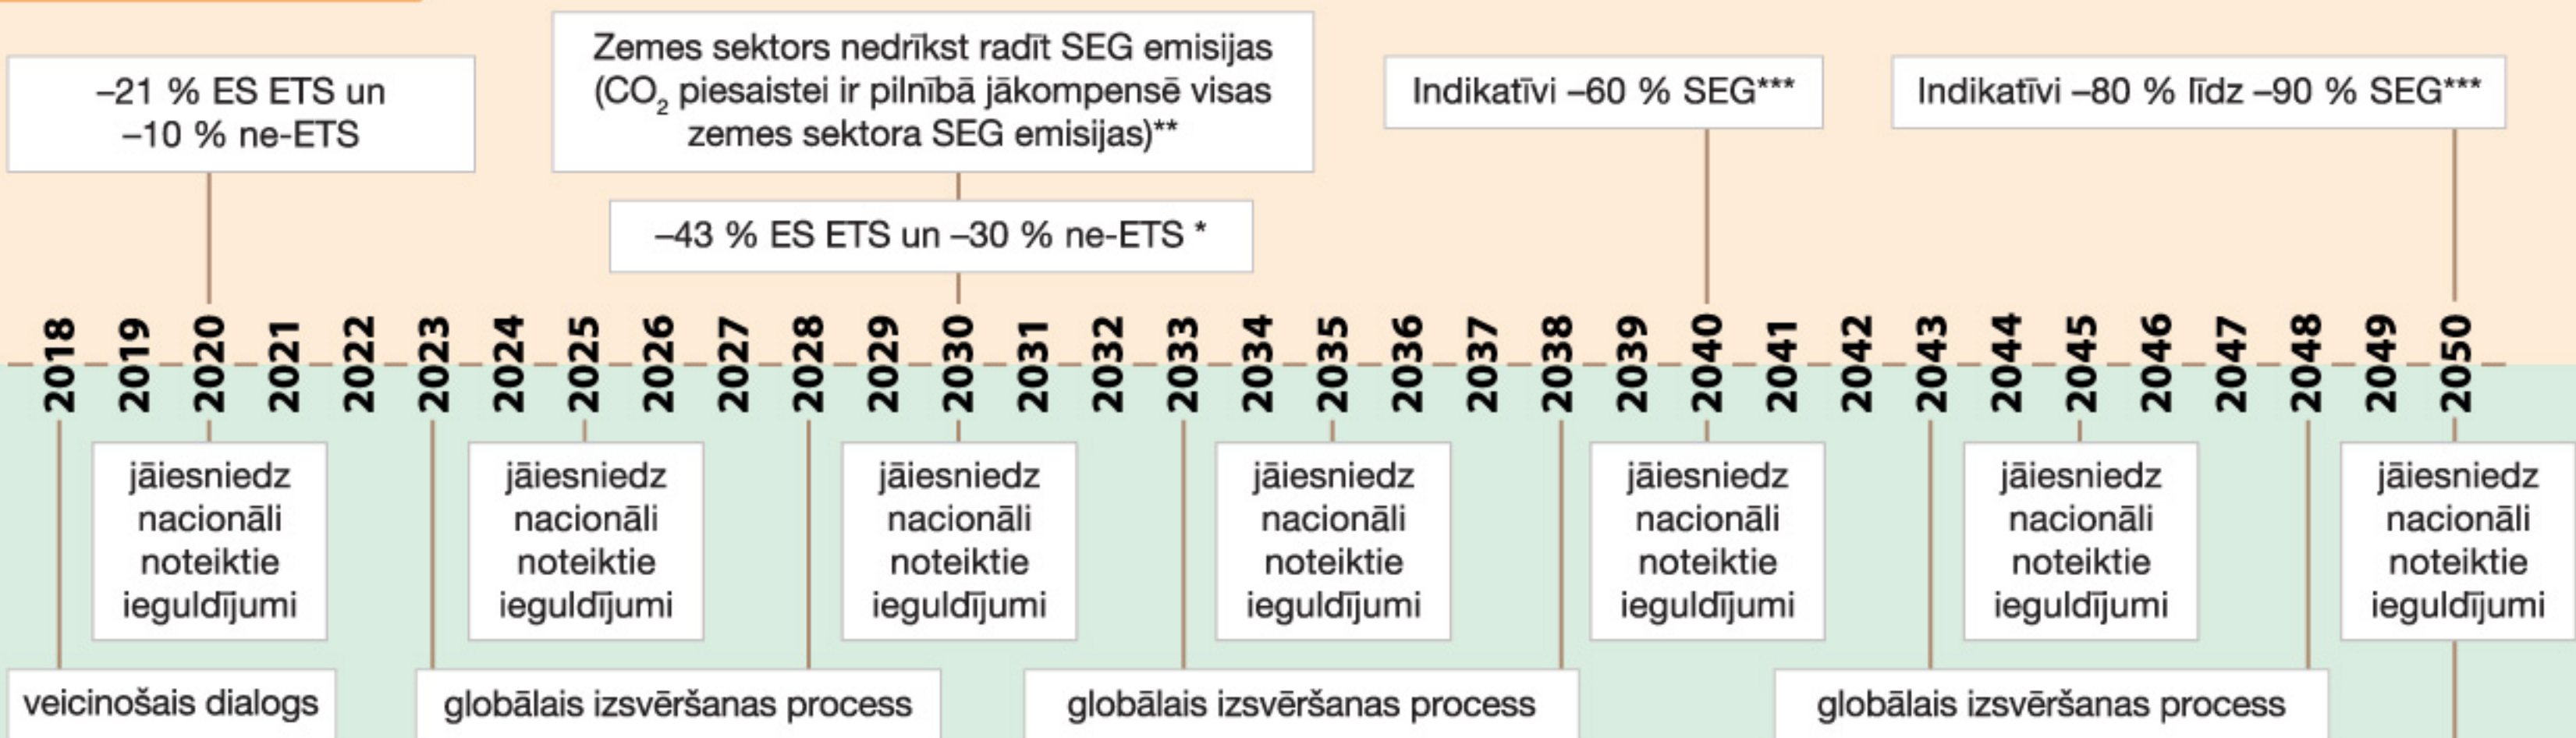 –21 % ES ETS un
–10 % ne-ETS
Zemes sektors nedrīkst radīt SEG emisijas
(CO₂ piesaistei ir pilnībā jākompensē visas
zemes sektora SEG emisijas)**
–43 % ES ETS un –30 % ne-ETS *
Indikatīvi –60 % SEG***
Indikatīvi –80 % līdz –90 % SEG***
2018 2019 2020 2021 2022 2023 2024 2025 2026 2027 2028 2029 2030 2031 2032 2033 2034 2035 2036 2037 2038 2039 2040 2041 2042 2043 2044 2045 2046 2047 2048 2049 2050
jāiesniedz
nacionāli
noteiktie
ieguldījumi
jāiesniedz
nacionāli
noteiktie
ieguldījumi
jāiesniedz
nacionāli
noteiktie
ieguldījumi
jāiesniedz
nacionāli
noteiktie
ieguldījumi
jāiesniedz
nacionāli
noteiktie
ieguldījumi
jāiesniedz
nacionāli
noteiktie
ieguldījumi
jāiesniedz
nacionāli
noteiktie
ieguldījumi
veicinošais dialogs
globālais izsvēršanas process
globālais izsvēršanas process
globālais izsvēršanas process